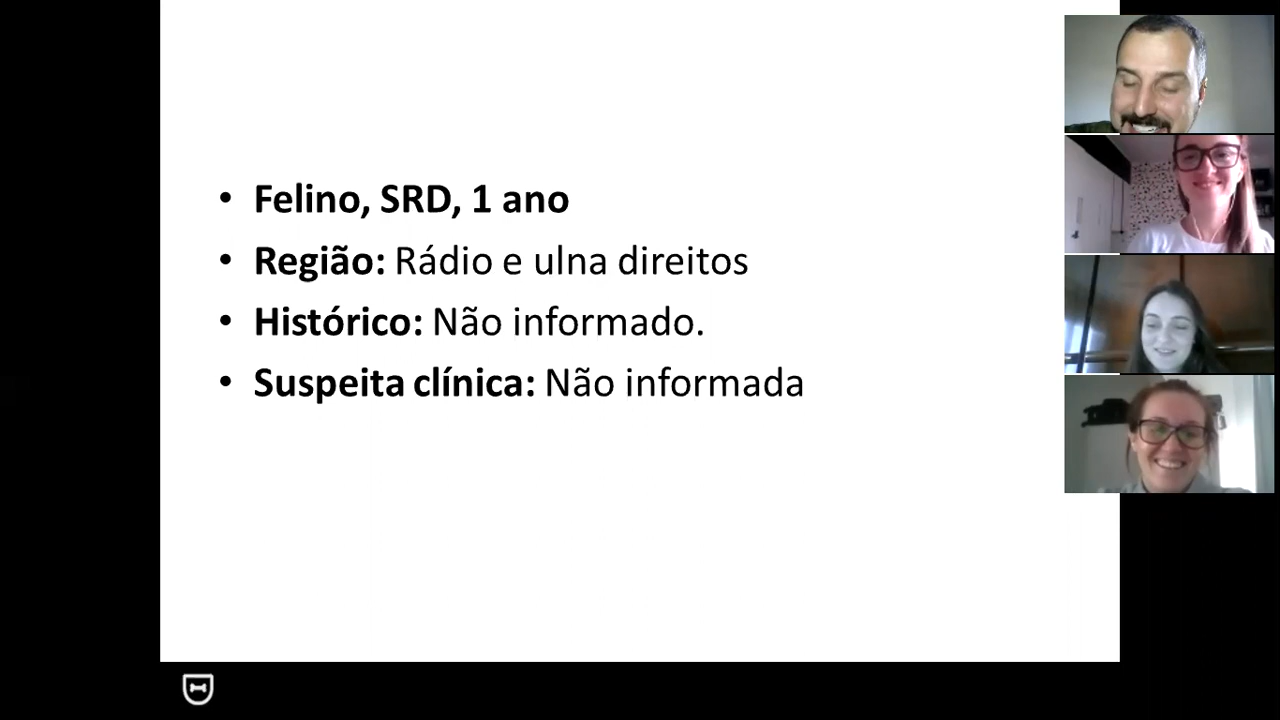 • Felino, SRD, 1 ano
• Região: Rádio e ulna direitos
• Histórico: Não informado.
• Suspeita clínica: Não informada